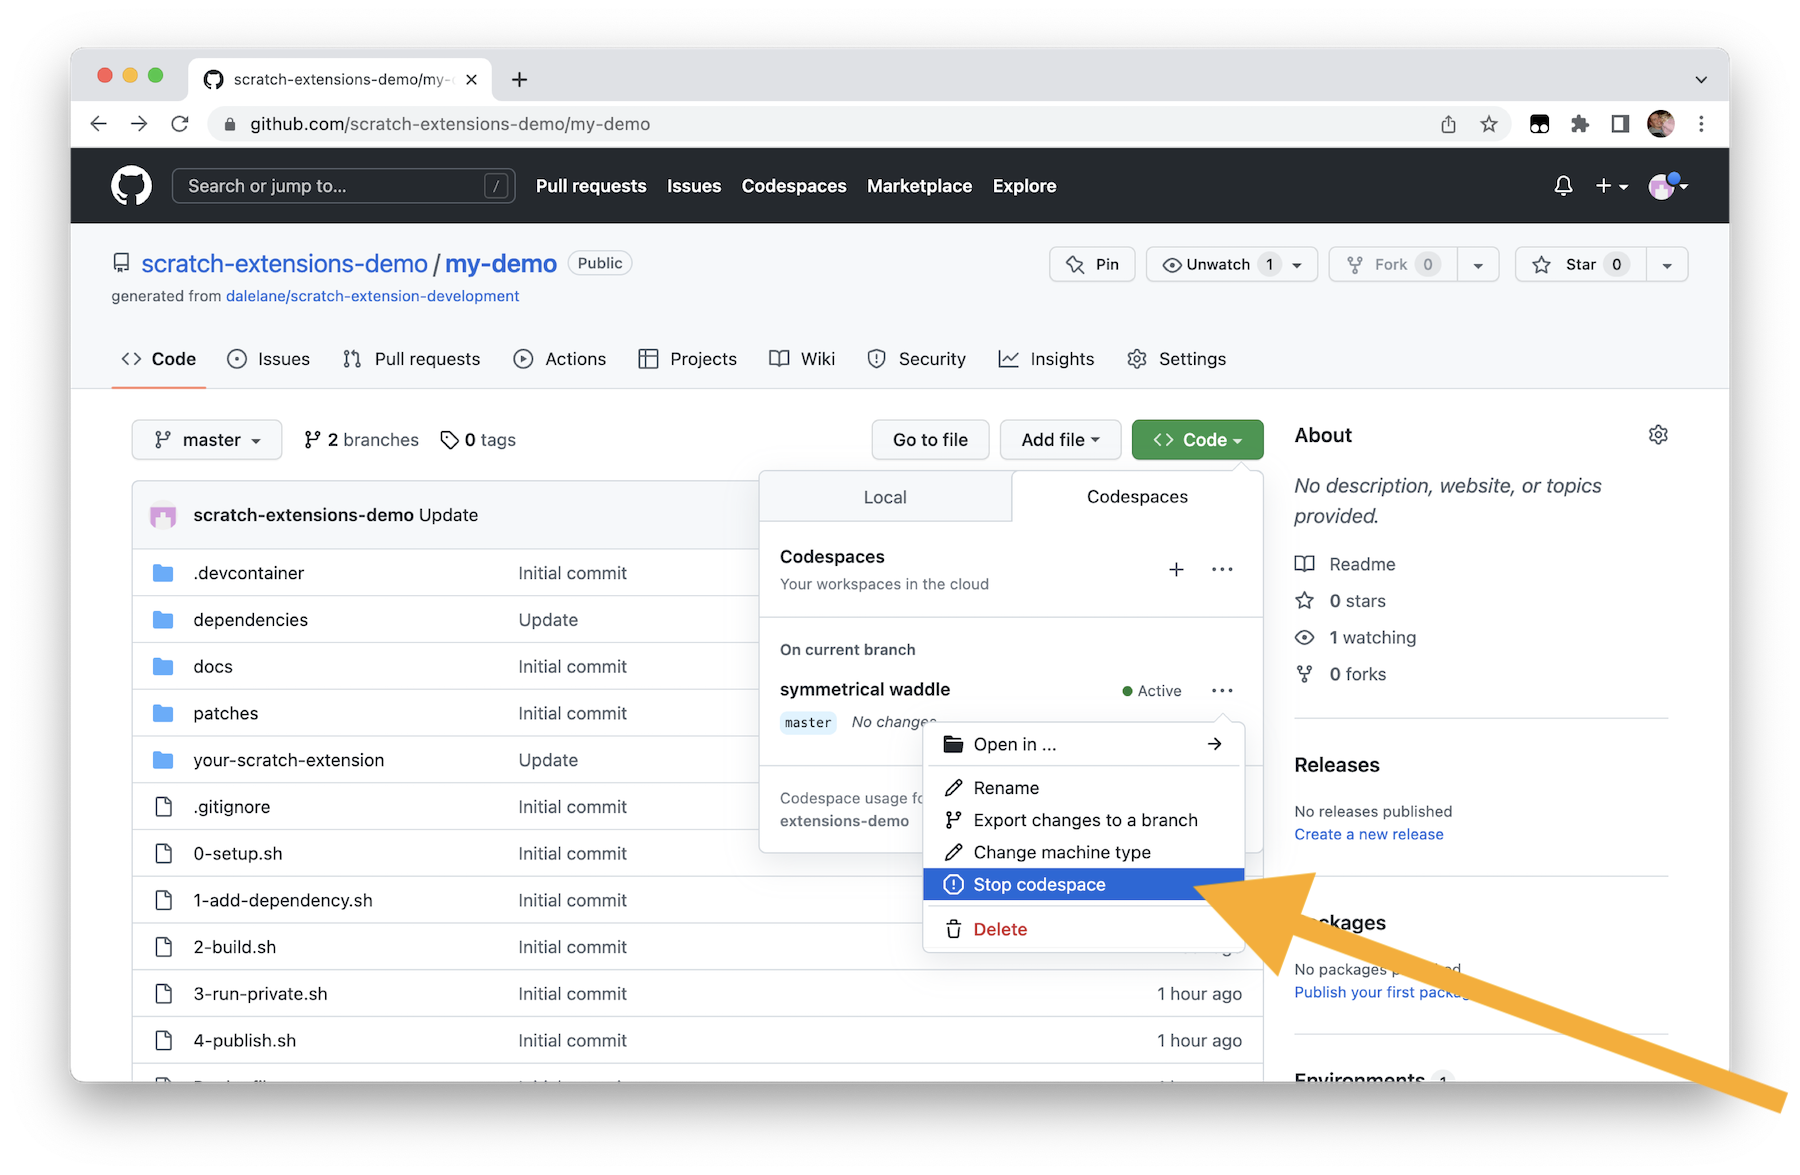 scratch-extensions-demo/my-
github.com/scratch-extensions-demo/my-demo
Search or jump to... /
Pull requests Issues Codespaces Marketplace Explore
scratch-extensions-demo / my-demo Public
Pin Unwatch 1 Fork 0 Star 0
generated from dalelane/scratch-extension-development
Code Issues Pull requests Actions Projects Wiki Security Insights Settings
master 2 branches 0 tags Go to file Add file Code
Local Codespaces
Codespaces
Your workspaces in the cloud
On current branch
symmetrical waddle Active
master No changes
Codespace usage
extensions-demo
Open in ...
Rename
Export changes to a branch
Change machine type
Stop codespace
Delete
scratch-extensions-demo Update
.devcontainer Initial commit
dependencies Update
docs Initial commit
patches Initial commit
your-scratch-extension Update
.gitignore Initial commit
0-setup.sh Initial commit
1-add-dependency.sh Initial commit
2-build.sh Initial commit
3-run-private.sh Initial commit 1 hour ago
4-publish.sh Initial commit 1 hour ago
About
No description, website, or topics
provided.
Readme
0 stars
1 watching
0 forks
Releases
No releases published
Create a new release
Packages
No packages published
Publish your first package
Environments 1